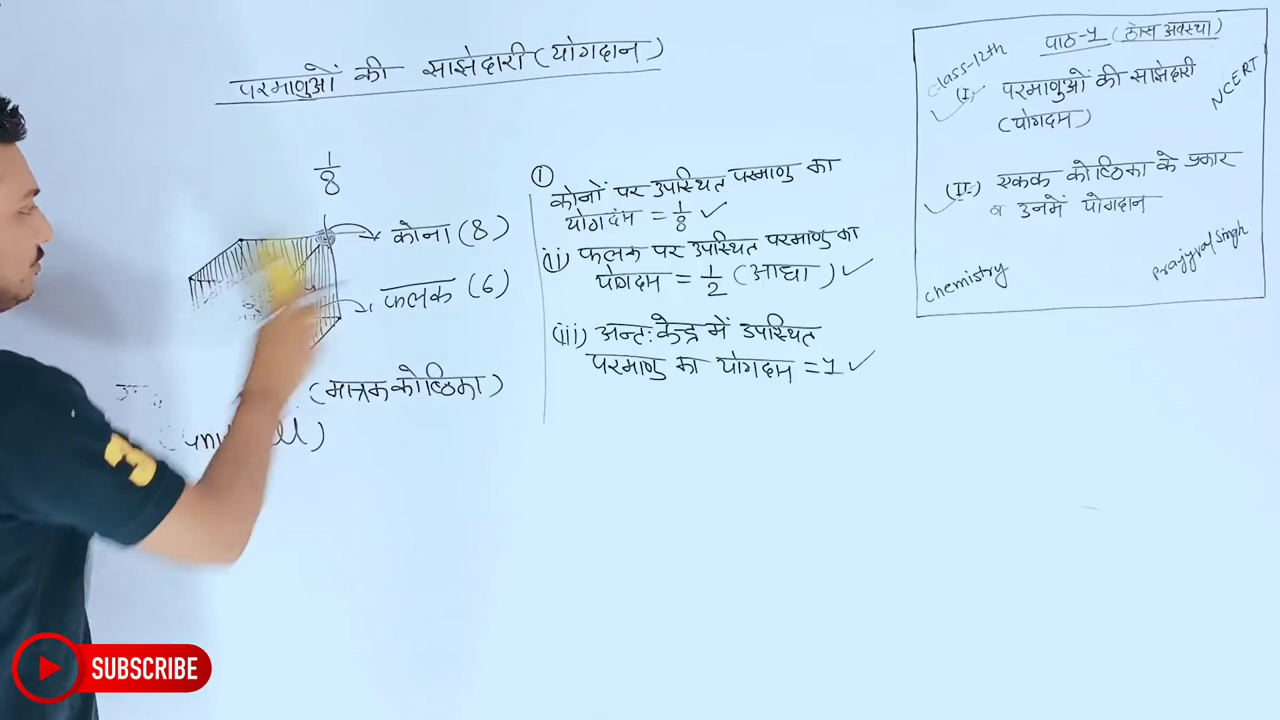 परमाणुओं की साझेदारी (योगदान)
1/8
कोना (8)
फलक (6)
(मात्रक कोष्ठिका)
①
कोनों पर उपस्थित परमाणु का
योगदान = 1/8 ✓
(ii) फलक पर उपस्थित परमाणु का
योगदान = 1/2 (आधा) ✓
(iii) अन्तःकेन्द्र में उपस्थित
परमाणु का योगदान = 1 ✓
पाठ-1 (ठोस अवस्था)
Class-12th
(I) परमाणुओं की साझेदारी
(योगदान)
NCERT
(II) एकक कोष्ठिका के प्रकार
व उनमें योगदान
chemistry
Prajyraj Singh
3
SUBSCRIBE